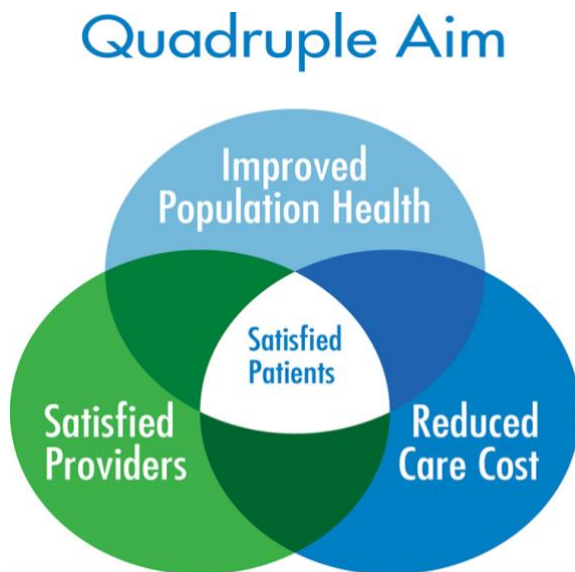 Quadruple Aim
Improved
Population Health
Satisfied
Patients
Satisfied
Providers
Reduced
Care Cost